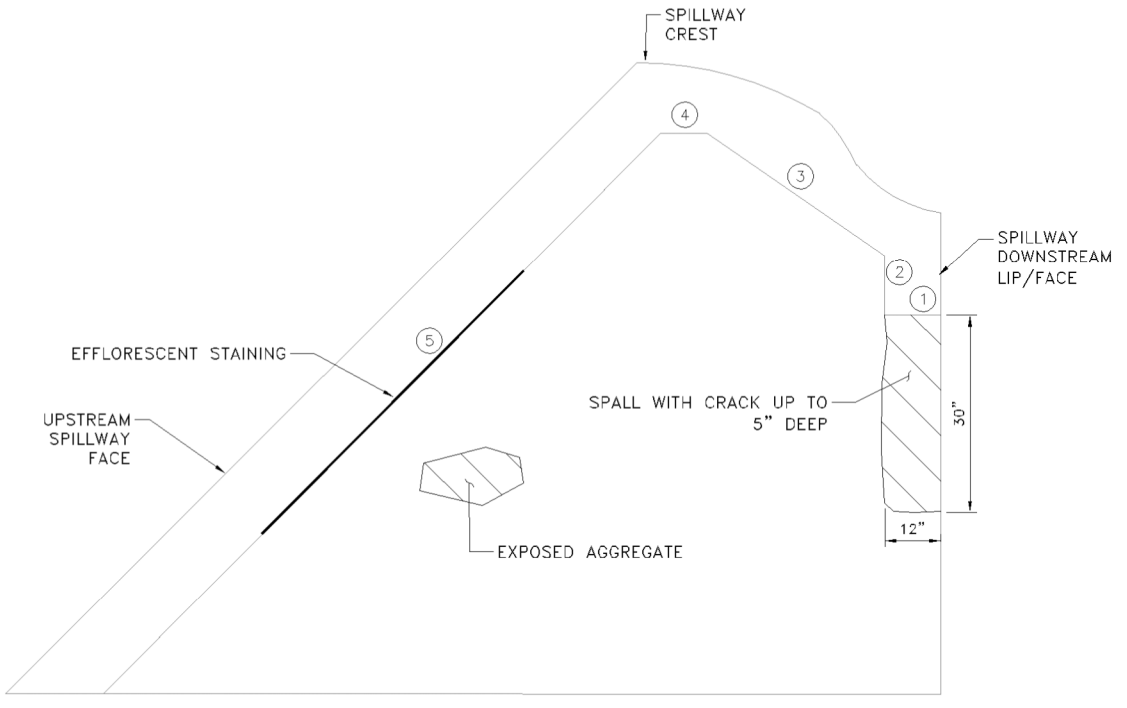 SPILLWAY
CREST
4
3
SPILLWAY
DOWNSTREAM
LIP/FACE
2
1
5
EFFLORESCENT STAINING
SPALL WITH CRACK UP TO
5" DEEP
30"
UPSTREAM
SPILLWAY
FACE
12"
EXPOSED AGGREGATE